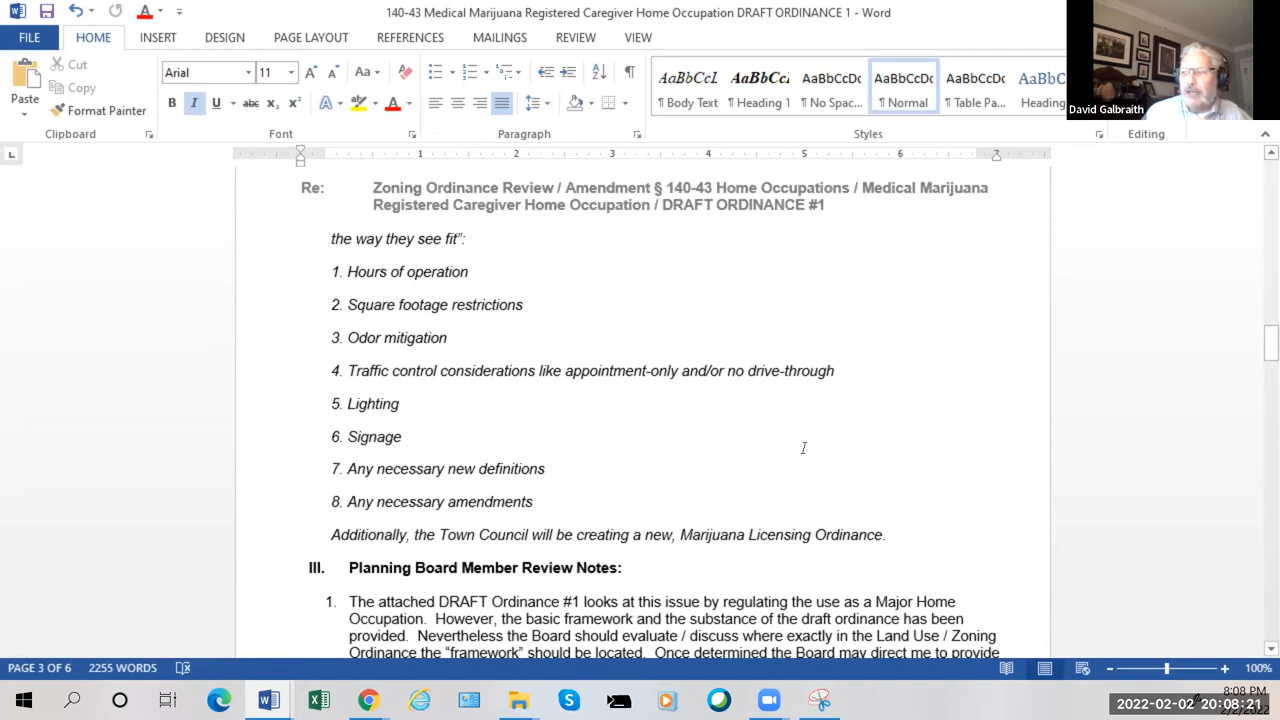 140-43 Medical Marijuana Registered Caregiver Home Occupation DRAFT ORDINANCE 1 - Word
FILE HOME INSERT DESIGN PAGE LAYOUT REFERENCES MAILINGS REVIEW VIEW
Paste
Cut
Copy
Format Painter
Clipboard
Arial 11
Font
Paragraph
AaBbCcI AaBbCc AaBbCcDc AaBbCcDc AaBbCcDc AaBbC
¶ Body Text ¶ Heading ¶ No Spac... ¶ Normal ¶ Table Pa... Heading
Styles
Editing
David Galbraith
1 2 3 4 5 6 7
Re: Zoning Ordinance Review / Amendment § 140-43 Home Occupations / Medical Marijuana
Registered Caregiver Home Occupation / DRAFT ORDINANCE #1
the way they see fit”:
1. Hours of operation
2. Square footage restrictions
3. Odor mitigation
4. Traffic control considerations like appointment-only and/or no drive-through
5. Lighting
6. Signage
7. Any necessary new definitions
8. Any necessary amendments
Additionally, the Town Council will be creating a new, Marijuana Licensing Ordinance.
III. Planning Board Member Review Notes:
1. The attached DRAFT Ordinance #1 looks at this issue by regulating the use as a Major Home
Occupation. However, the basic framework and the substance of the draft ordinance has been
provided. Nevertheless the Board should evaluate / discuss where exactly in the Land Use / Zoning
Ordinance the “framework” should be located. Once determined the Board may direct me to provide
PAGE 3 OF 6 2255 WORDS 100%
8:08 PM
2022-02-02 20:08:21